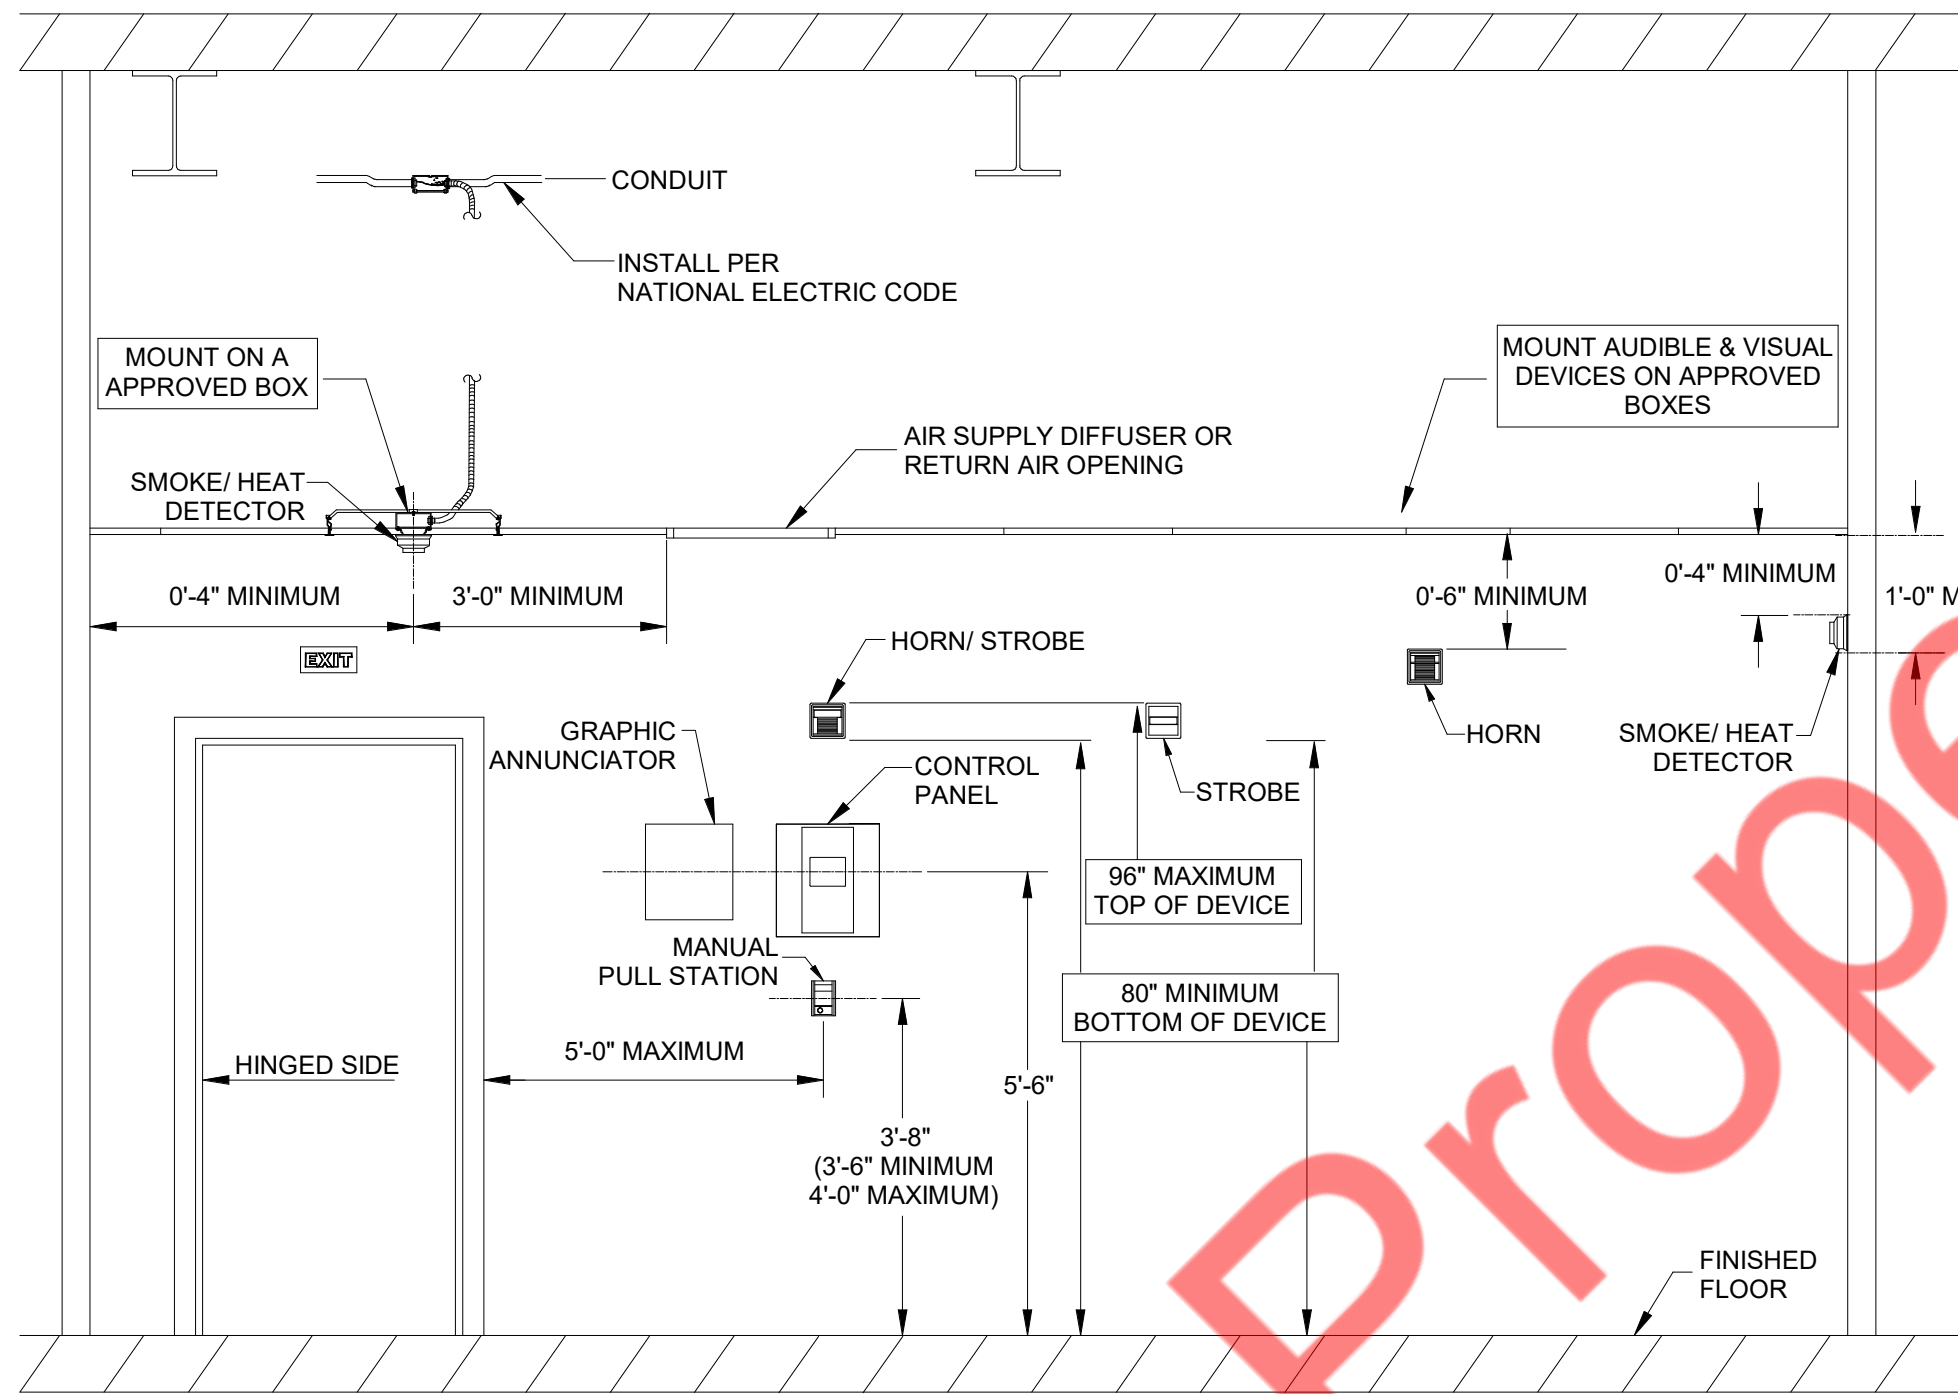 CONDUIT
INSTALL PER
NATIONAL ELECTRIC CODE
MOUNT ON A
APPROVED BOX
MOUNT AUDIBLE & VISUAL
DEVICES ON APPROVED
BOXES
AIR SUPPLY DIFFUSER OR
RETURN AIR OPENING
SMOKE/ HEAT
DETECTOR
0'-4" MINIMUM
3'-0" MINIMUM
0'-6" MINIMUM
0'-4" MINIMUM
1'-0" M
EXIT
HORN/ STROBE
GRAPHIC
ANNUNCIATOR
HORN
SMOKE/ HEAT
DETECTOR
CONTROL
PANEL
STROBE
96" MAXIMUM
TOP OF DEVICE
MANUAL
PULL STATION
80" MINIMUM
BOTTOM OF DEVICE
HINGED SIDE
5'-0" MAXIMUM
5'-6"
3'-8"
(3'-6" MINIMUM
4'-0" MAXIMUM)
FINISHED
FLOOR
Prope